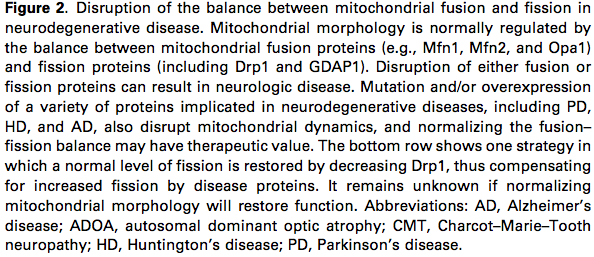 Figure 2. Disruption of the balance between mitochondrial fusion and fission in
neurodegenerative disease. Mitochondrial morphology is normally regulated by
the balance between mitochondrial fusion proteins (e.g., Mfn1, Mfn2, and Opa1)
and fission proteins (including Drp1 and GDAP1). Disruption of either fusion or
fission proteins can result in neurologic disease. Mutation and/or overexpression
of a variety of proteins implicated in neurodegenerative diseases, including PD,
HD, and AD, also disrupt mitochondrial dynamics, and normalizing the fusion–
fission balance may have therapeutic value. The bottom row shows one strategy in
which a normal level of fission is restored by decreasing Drp1, thus compensating
for increased fission by disease proteins. It remains unknown if normalizing
mitochondrial morphology will restore function. Abbreviations: AD, Alzheimer's
disease; ADOA, autosomal dominant optic atrophy; CMT, Charcot–Marie–Tooth
neuropathy; HD, Huntington's disease; PD, Parkinson's disease.